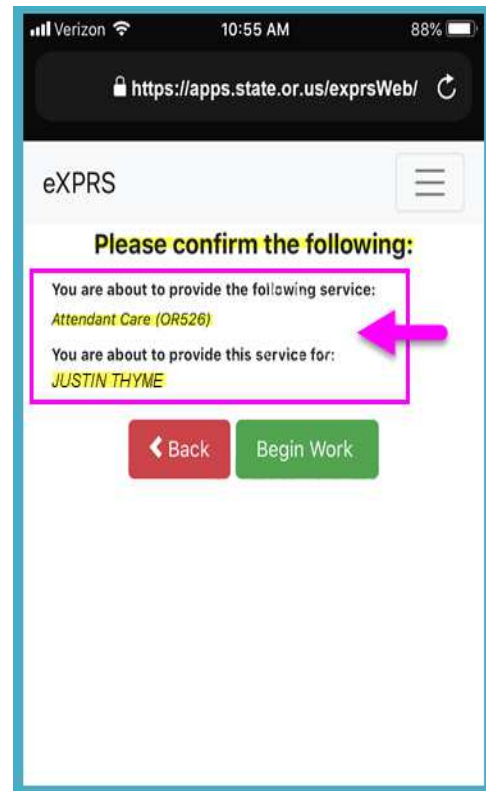 Verizon 10:55 AM 88%
https://apps.state.or.us/exprsWeb/
eXPRS
Please confirm the following:
You are about to provide the following service:
Attendant Care (OR526)
You are about to provide this service for:
JUSTIN THYME
Back Begin Work